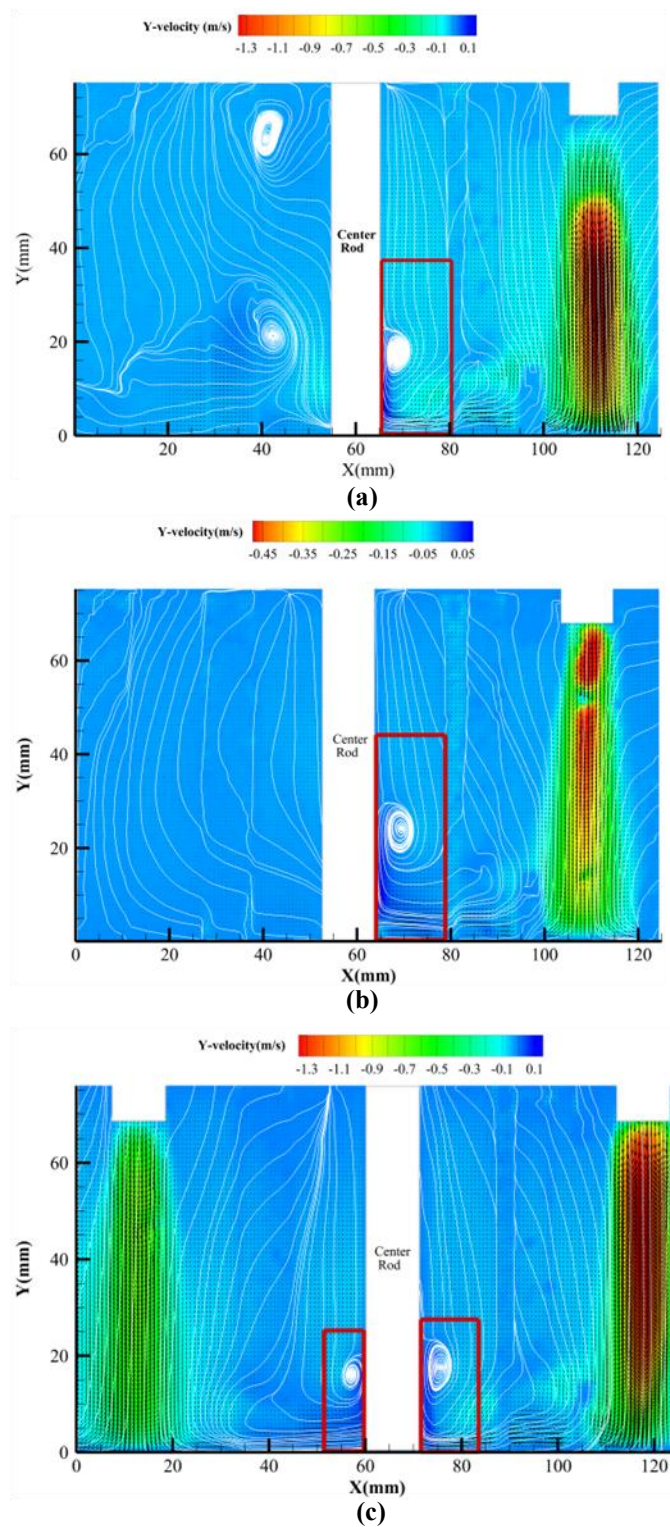 Y-velocity (m/s)
-1.3 -1.1 -0.9 -0.7 -0.5 -0.3 -0.1 0.1
Y(mm)
60
40
20
0
Center
Rod
20 40 60 80 100 120
X(mm)
(a)
Y-velocity(m/s)
-0.45 -0.35 -0.25 -0.15 -0.05 0.05
Y(mm)
60
40
20
0
Center
Rod
0 20 40 60 80 100 120
X(mm)
(b)
Y-velocity(m/s)
-1.3 -1.1 -0.9 -0.7 -0.5 -0.3 -0.1 0.1
Y(mm)
60
40
20
0
Center
Rod
0 20 40 60 80 100 120
X(mm)
(c)